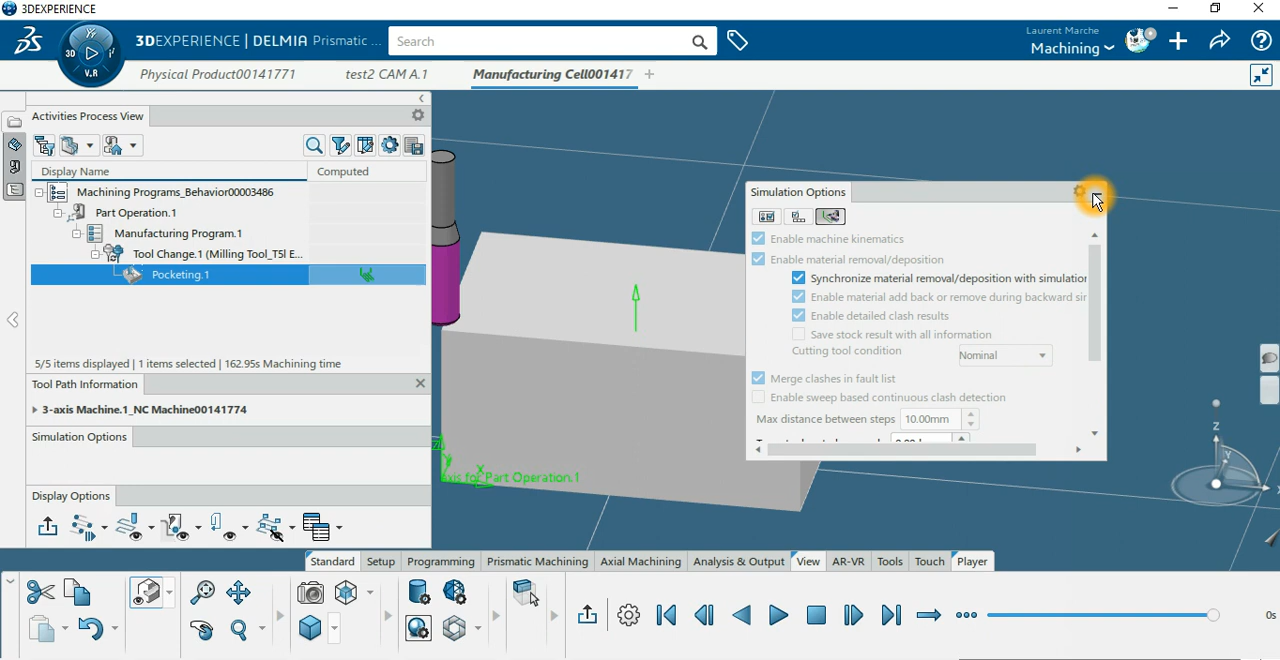 3DEXPERIENCE
3DEXPERIENCE | DELMIA Prismatic ...
Search
Laurent Marche
Machining
3D
V.R
Physical Product00141771
test2 CAM A.1
Manufacturing Cell001417
Activities Process View
Display Name
Computed
Machining Programs_Behavior00003486
Part Operation.1
Manufacturing Program.1
Tool Change.1 (Milling Tool_T5l E...
Pocketing.1
5/5 items displayed | 1 items selected | 162.95s Machining time
Tool Path Information
3-axis Machine.1_NC Machine00141774
Simulation Options
Display Options
Simulation Options
Enable machine kinematics
Enable material removal/deposition
Synchronize material removal/deposition with simulation
Enable material add back or remove during backward sir
Enable detailed clash results
Save stock result with all information
Cutting tool condition
Nominal
Merge clashes in fault list
Enable sweep based continuous clash detection
Max distance between steps
10.00mm
xis for Part Operation.1
X
Z
Y
Standard
Setup
Programming
Prismatic Machining
Axial Machining
Analysis & Output
View
AR-VR
Tools
Touch
Player
0s